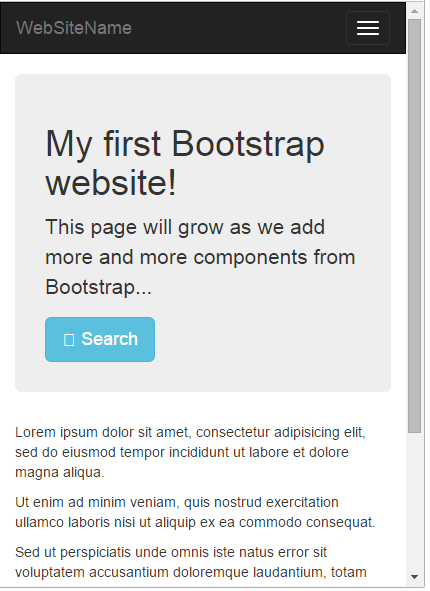 WebSiteName
My first Bootstrap
website!
This page will grow as we add
more and more components from
Bootstrap...
Search
Lorem ipsum dolor sit amet, consectetur adipisicing elit,
sed do eiusmod tempor incididunt ut labore et dolore
magna aliqua.
Ut enim ad minim veniam, quis nostrud exercitation
ullamco laboris nisi ut aliquip ex ea commodo consequat.
Sed ut perspiciatis unde omnis iste natus error sit
voluptatem accusantium doloremque laudantium, totam